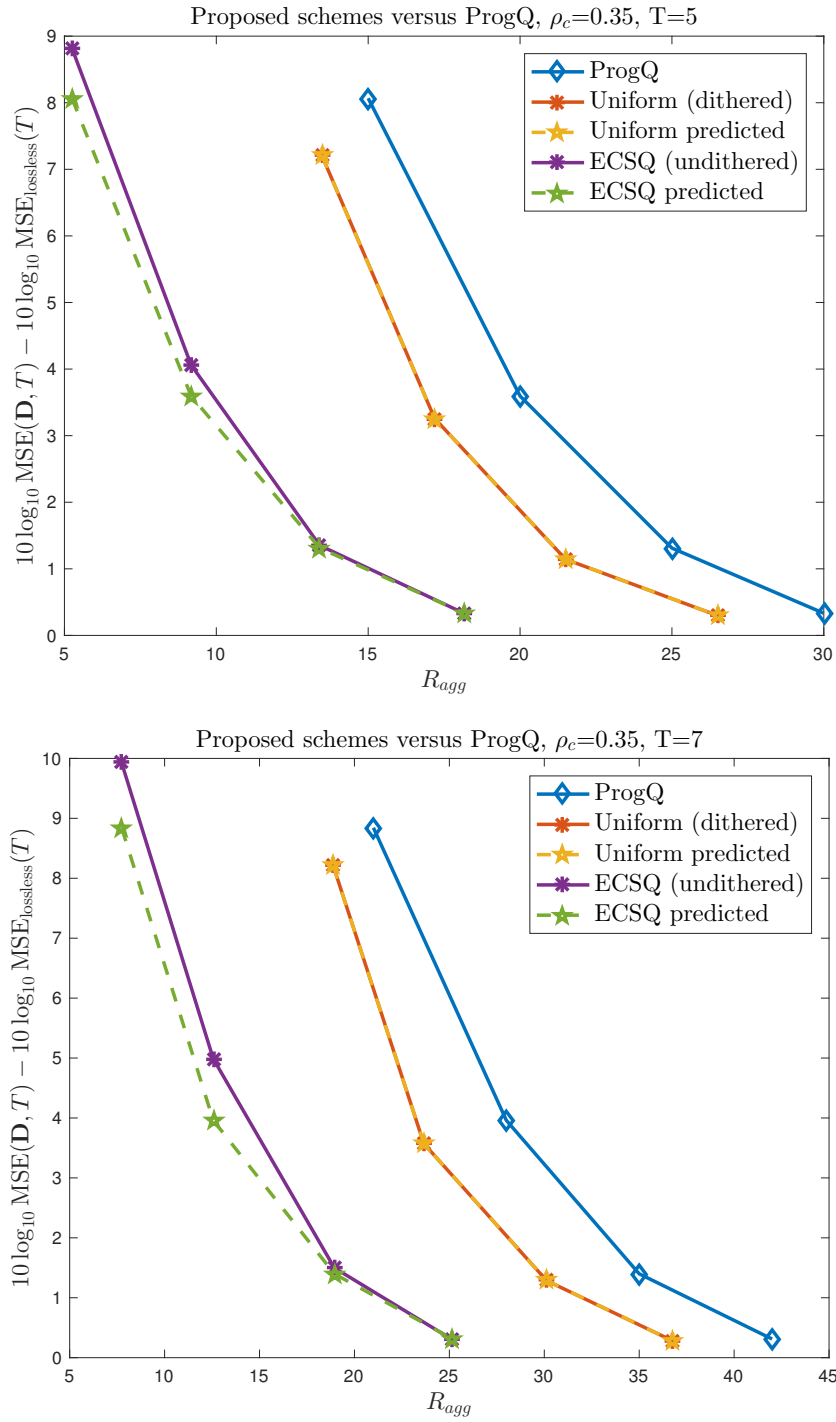 Proposed schemes versus ProgQ, ρc=0.35, T=5
9
8
7
6
5
4
3
2
1
0
10 log10 MSE(D, T) − 10 log10 MSElossless(T)
ProgQ
Uniform (dithered)
Uniform predicted
ECSQ (undithered)
ECSQ predicted
5 10 15 20 25 30
Ragg
Proposed schemes versus ProgQ, ρc=0.35, T=7
10
9
8
7
6
5
4
3
2
1
0
10 log10 MSE(D, T) − 10 log10 MSElossless(T)
ProgQ
Uniform (dithered)
Uniform predicted
ECSQ (undithered)
ECSQ predicted
5 10 15 20 25 30 35 40 45
Ragg